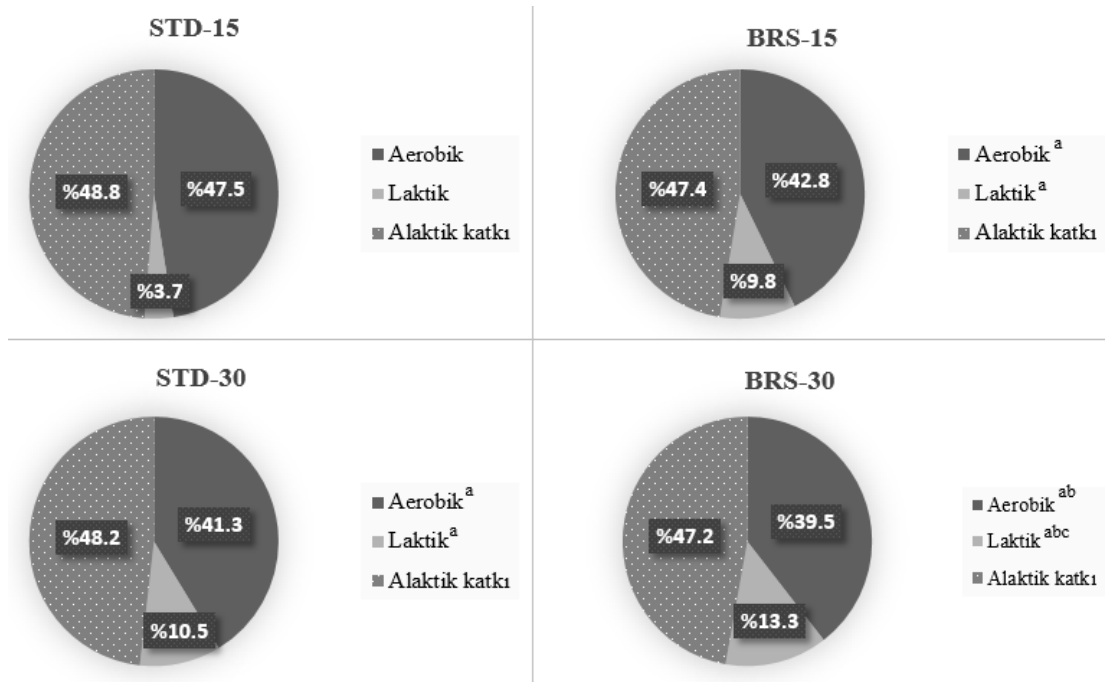 STD-15
%48.8
%47.5
%3.7
Aerobik
Laktik
Alaktik katkı
BRS-15
%47.4
%42.8
%9.8
Aerobik a
Laktik a
Alaktik katkı
STD-30
%48.2
%41.3
%10.5
Aerobik a
Laktik a
Alaktik katkı
BRS-30
%47.2
%39.5
%13.3
Aerobik ab
Laktik abc
Alaktik katkı